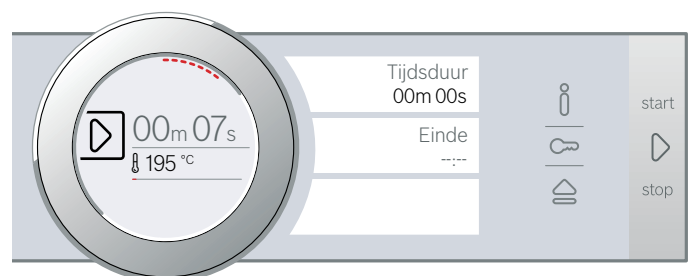 00m 07s
195 °C
Tijdsduur
00m 00s
Einde
--:--
start
stop